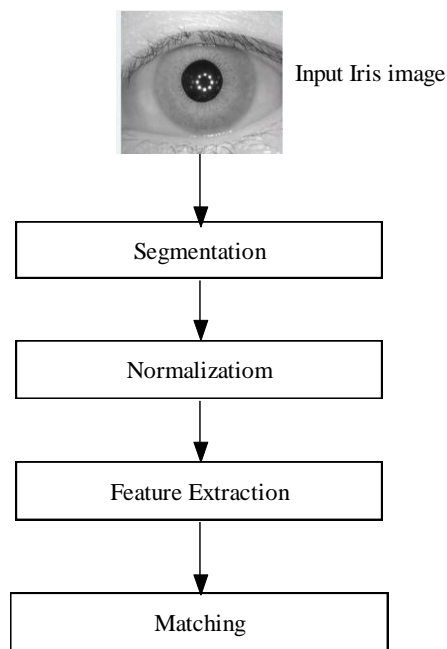 Input Iris image
Segmentation
Normalizatiom
Feature Extraction
Matching